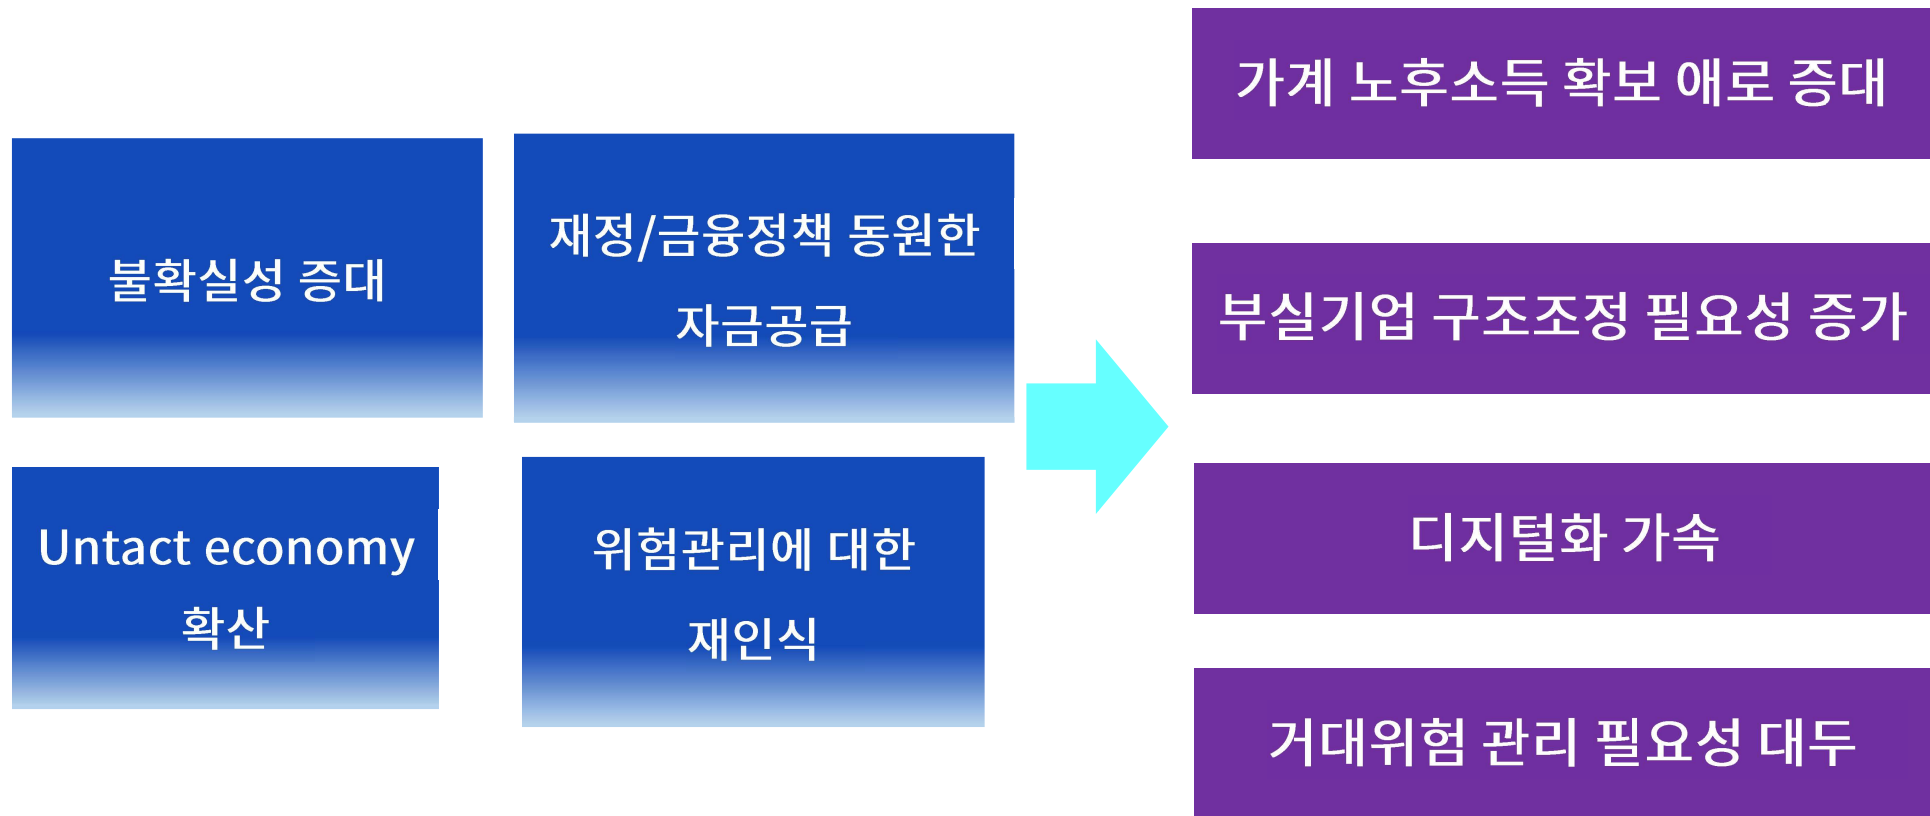 불확실성 증대
재정/금융정책 동원한
자금공급
Untact economy
확산
위험관리에 대한
재인식
가계 노후소득 확보 애로 증대
부실기업 구조조정 필요성 증가
디지털화 가속
거대위험 관리 필요성 대두